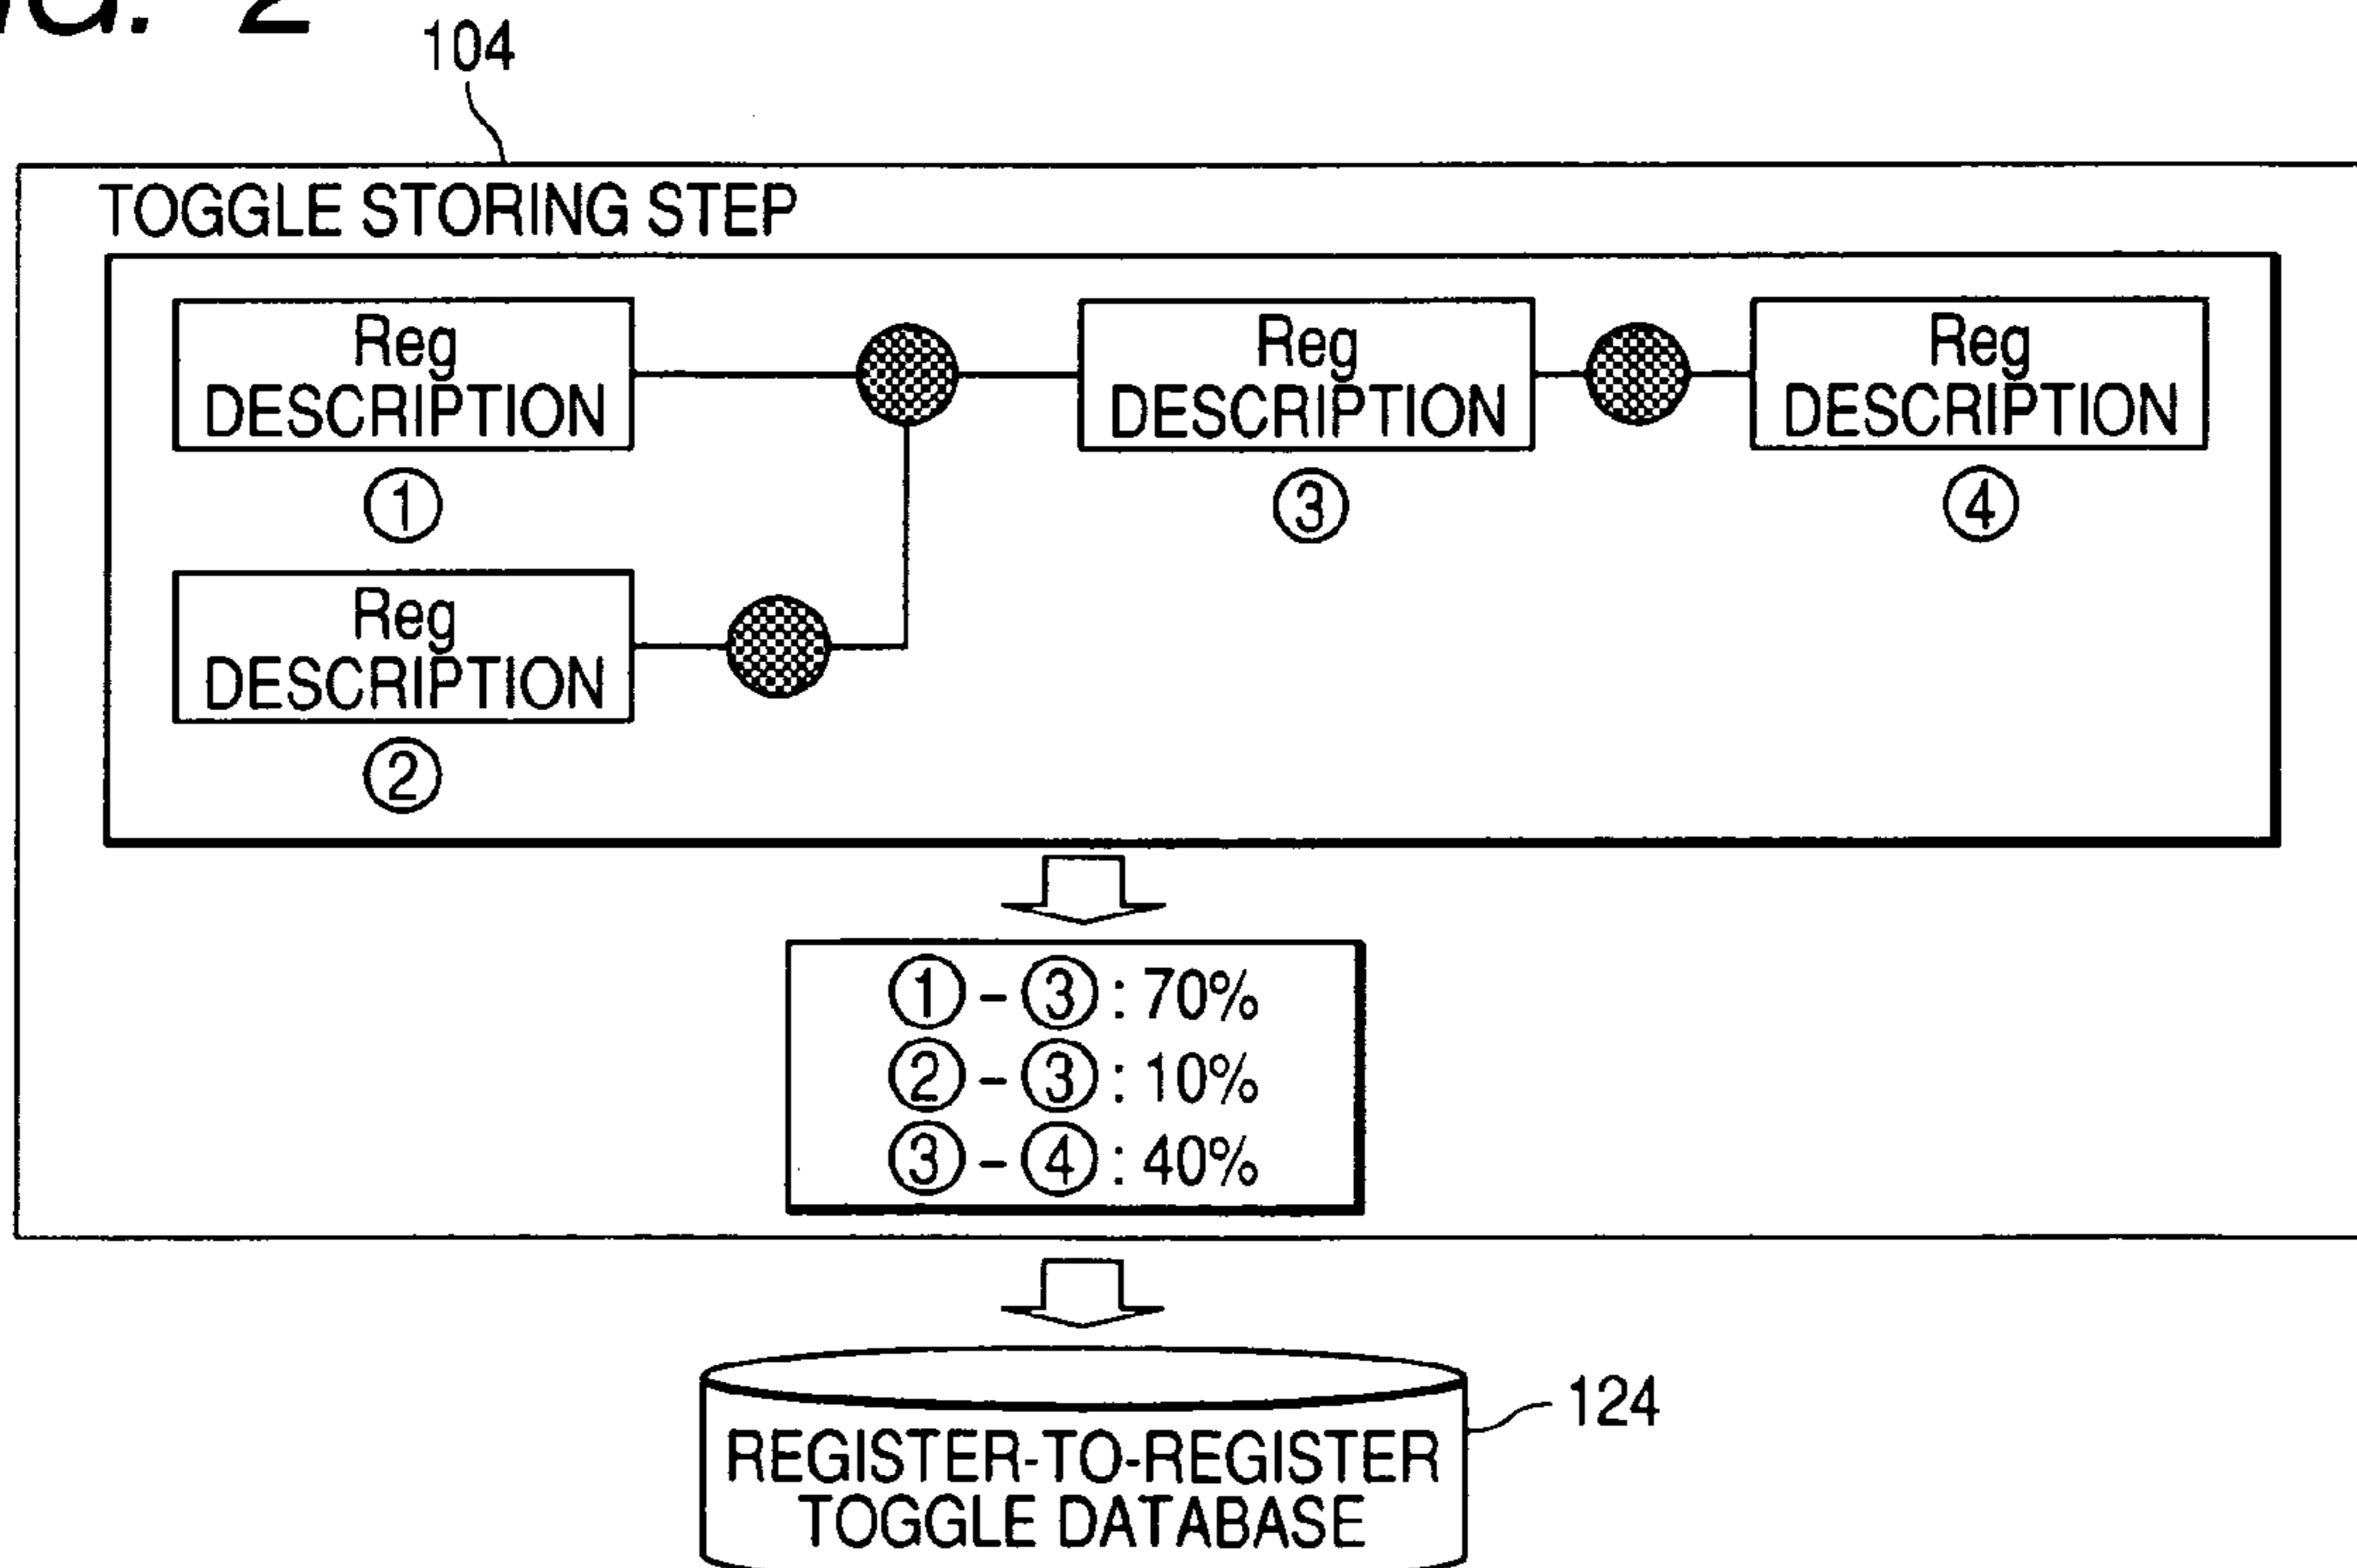 2
104
TOGGLE STORING STEP
Reg
DESCRIPTION
①
Reg
DESCRIPTION
③
Reg
DESCRIPTION
④
Reg
DESCRIPTION
②
① - ③ : 70%
② - ③ : 10%
③ - ④ : 40%
124
REGISTER-TO-REGISTER
TOGGLE DATABASE